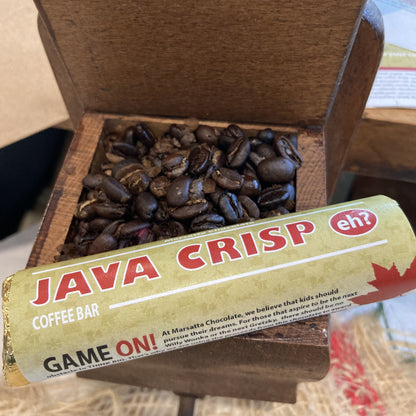 JAVA CRISP eh?
COFFEE BAR
GAME ON!
At Marsatta Chocolate, we believe that kids should
pursue their dreams. For those that aspire to be the next
Willy Wonka or the next Gretzky, there should be no